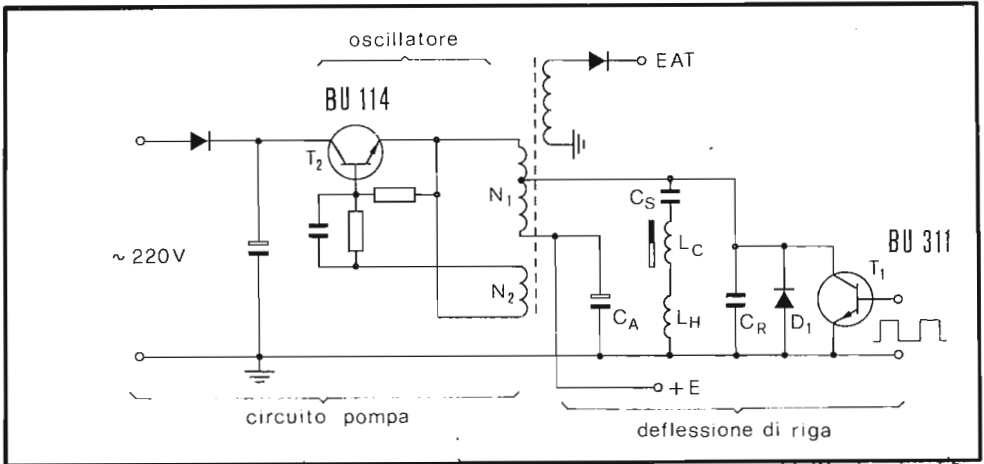 oscillatore
EAT
BU 114
T2
N1
CS
LC
BU 311
~ 220V
T1
N2
CA
LH
CR
D1
+E
circuito pompa
deflessione di riga